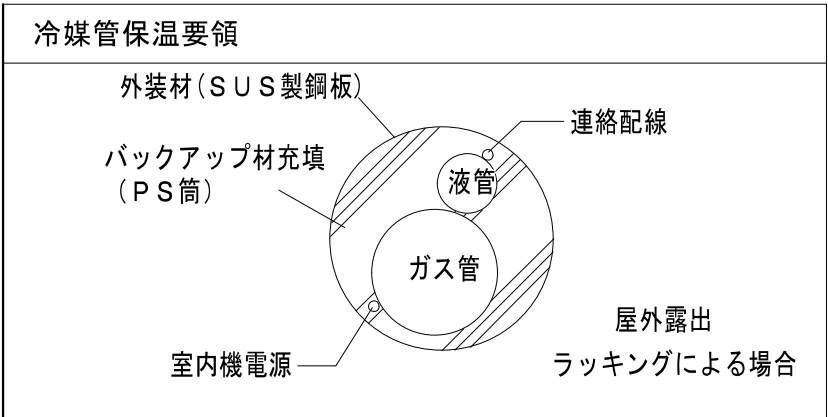 冷媒管保温要領
外装材(ＳＵＳ製鋼板)
連絡配線
バックアップ材充填
(ＰＳ筒)
液管
ガス管
屋外露出
室内機電源
ラッキングによる場合